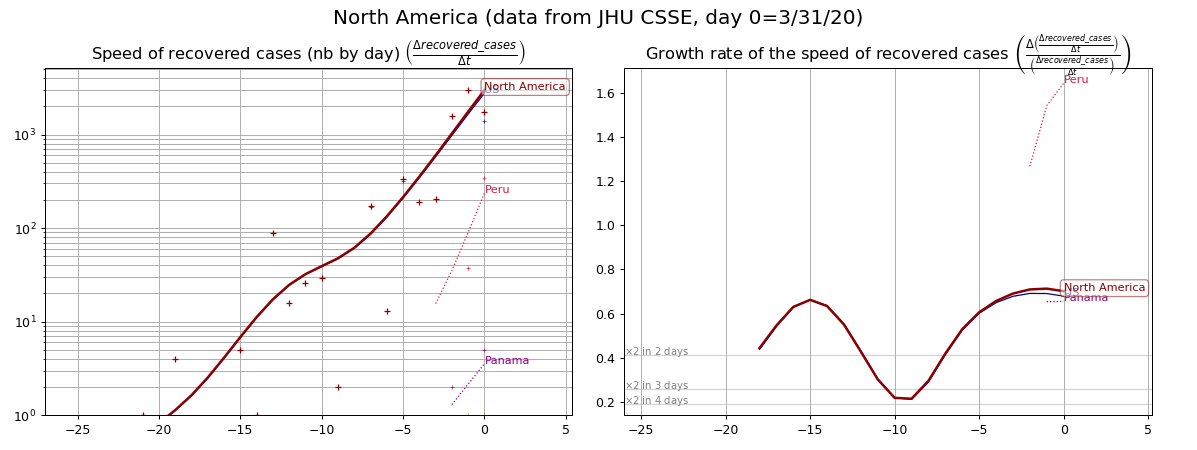 North America (data from JHU CSSE, day 0=3/31/20)
Speed of recovered cases (nb by day) (Δrecovered_cases/Δt)
Growth rate of the speed of recovered cases (Δ(Δrecovered_cases/Δt)/(Δrecovered_cases/Δt)/Δt)
North America
Peru
Panama
10³
10²
10¹
10⁰
−25 −20 −15 −10 −5 0 5
Peru
North America
Panama
×2 in 2 days
×2 in 3 days
×2 in 4 days
1.6
1.4
1.2
1.0
0.8
0.6
0.4
0.2
−25 −20 −15 −10 −5 0 5